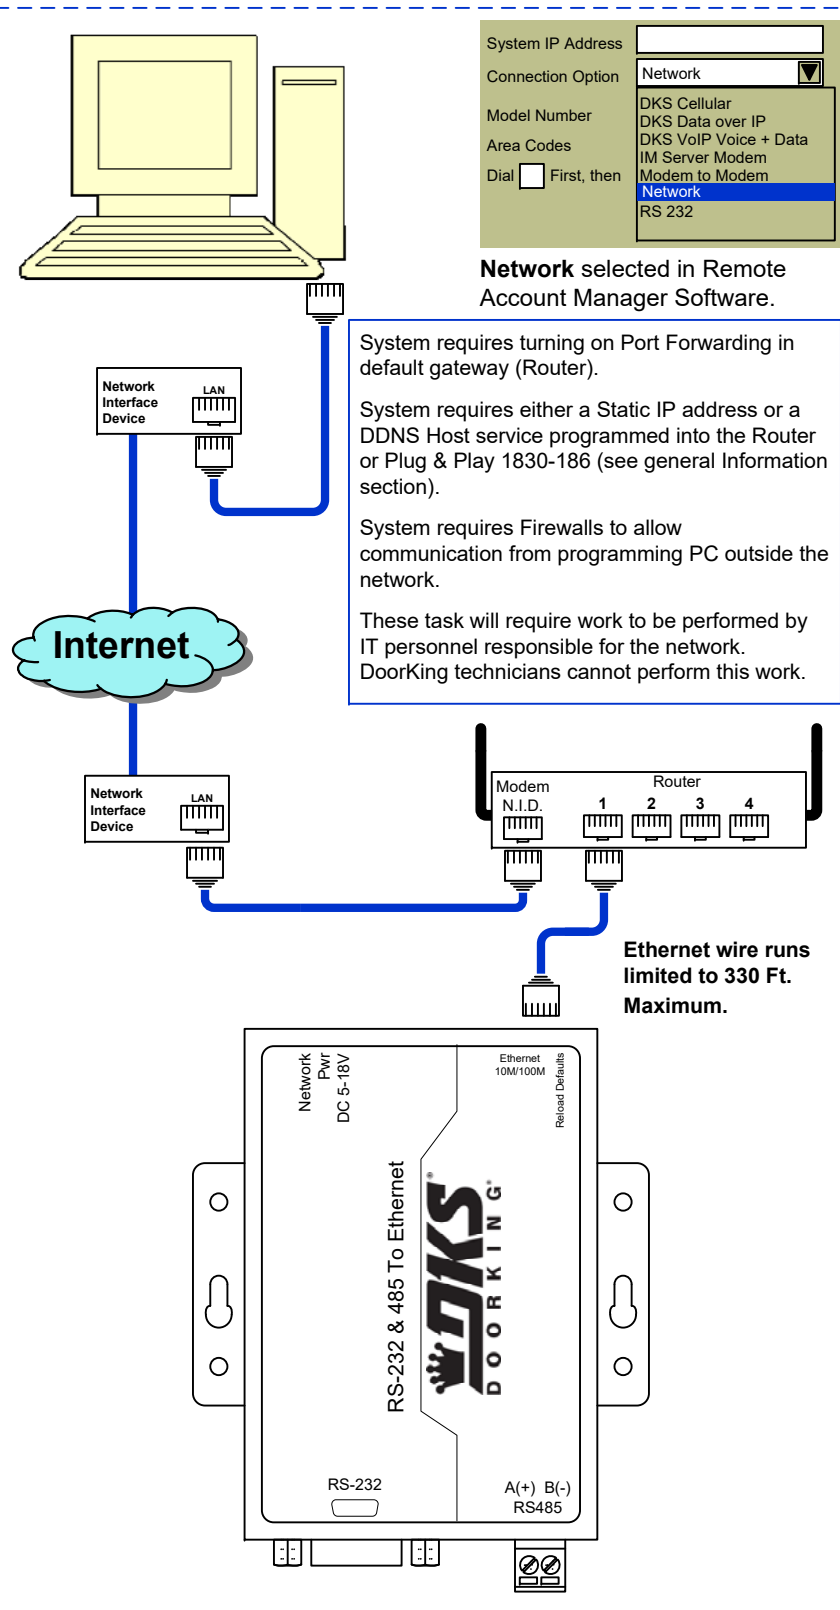 System IP Address
Connection Option
Network
Model Number
Area Codes
Dial
First, then
DKS Cellular
DKS Data over IP
DKS VoIP Voice + Data
IM Server Modem
Modem to Modem
Network
RS 232
Network selected in Remote
Account Manager Software.
System requires turning on Port Forwarding in
default gateway (Router).
System requires either a Static IP address or a
DDNS Host service programmed into the Router
or Plug & Play 1830-186 (see general Information
section).
System requires Firewalls to allow
communication from programming PC outside the
network.
These task will require work to be performed by
IT personnel responsible for the network.
DoorKing technicians cannot perform this work.
Network
Interface
Device
LAN
Internet
Network
Interface
Device
LAN
Modem
N.I.D.
Router
1 2 3 4
Ethernet wire runs
limited to 330 Ft.
Maximum.
Network
Pwr
DC 5-18V
Ethernet
10M/100M
Reload Defaults
RS-232 & 485 To Ethernet
DKS®
DOORKING®
RS-232
A(+) B(-)
RS485